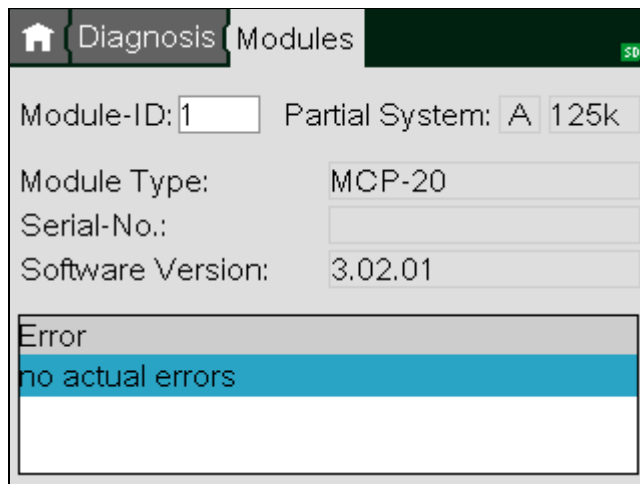 Diagnosis Modules
SD
Module-ID: 1 Partial System: A 125k
Module Type: MCP-20
Serial-No.:
Software Version: 3.02.01
Error
no actual errors